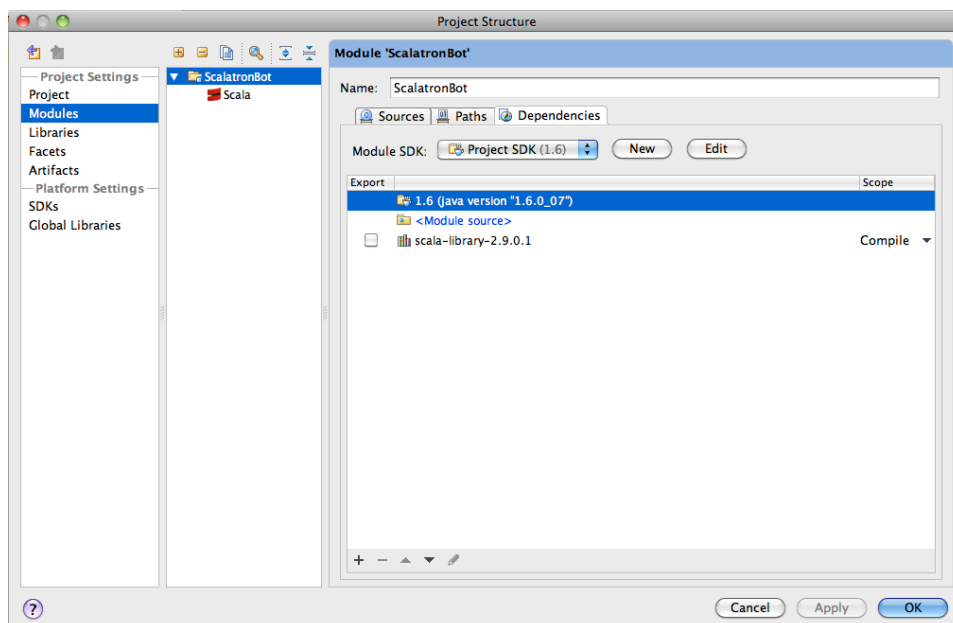 Project Structure
Project Settings
Project
Modules
Libraries
Facets
Artifacts
Platform Settings
SDKs
Global Libraries
ScalatronBot
Scala
Module 'ScalatronBot'
Name: ScalatronBot
Sources Paths Dependencies
Module SDK: Project SDK (1.6) New Edit
Export Scope
1.6 (java version "1.6.0_07")
<Module source>
scala-library-2.9.0.1 Compile
? Cancel Apply OK